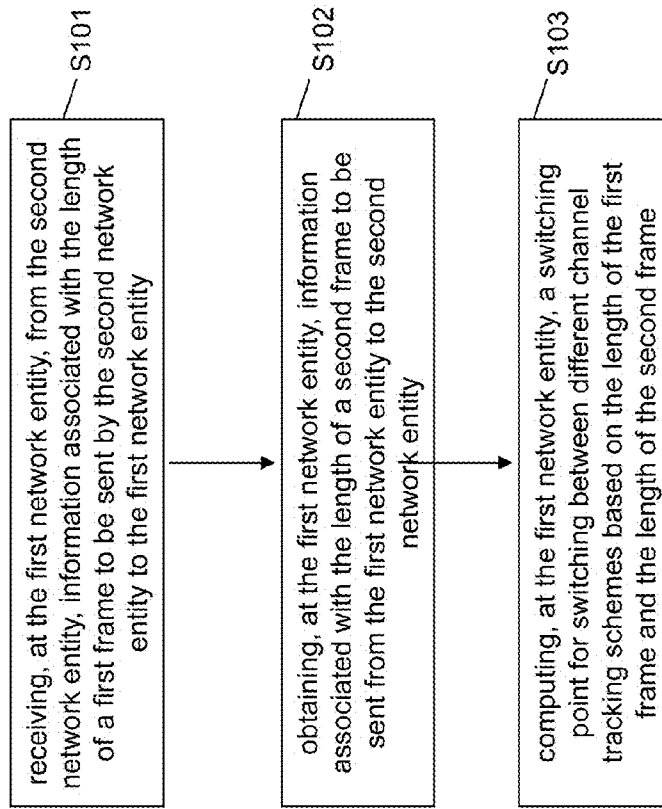 S101
receiving, at the first network entity, from the second
network entity, information associated with the length
of a first frame to be sent by the second network
entity to the first network entity
S102
obtaining, at the first network entity, information
associated with the length of a second frame to be
sent from the first network entity to the second
network entity
S103
computing, at the first network entity, a switching
point for switching between different channel
tracking schemes based on the length of the first
frame and the length of the second frame